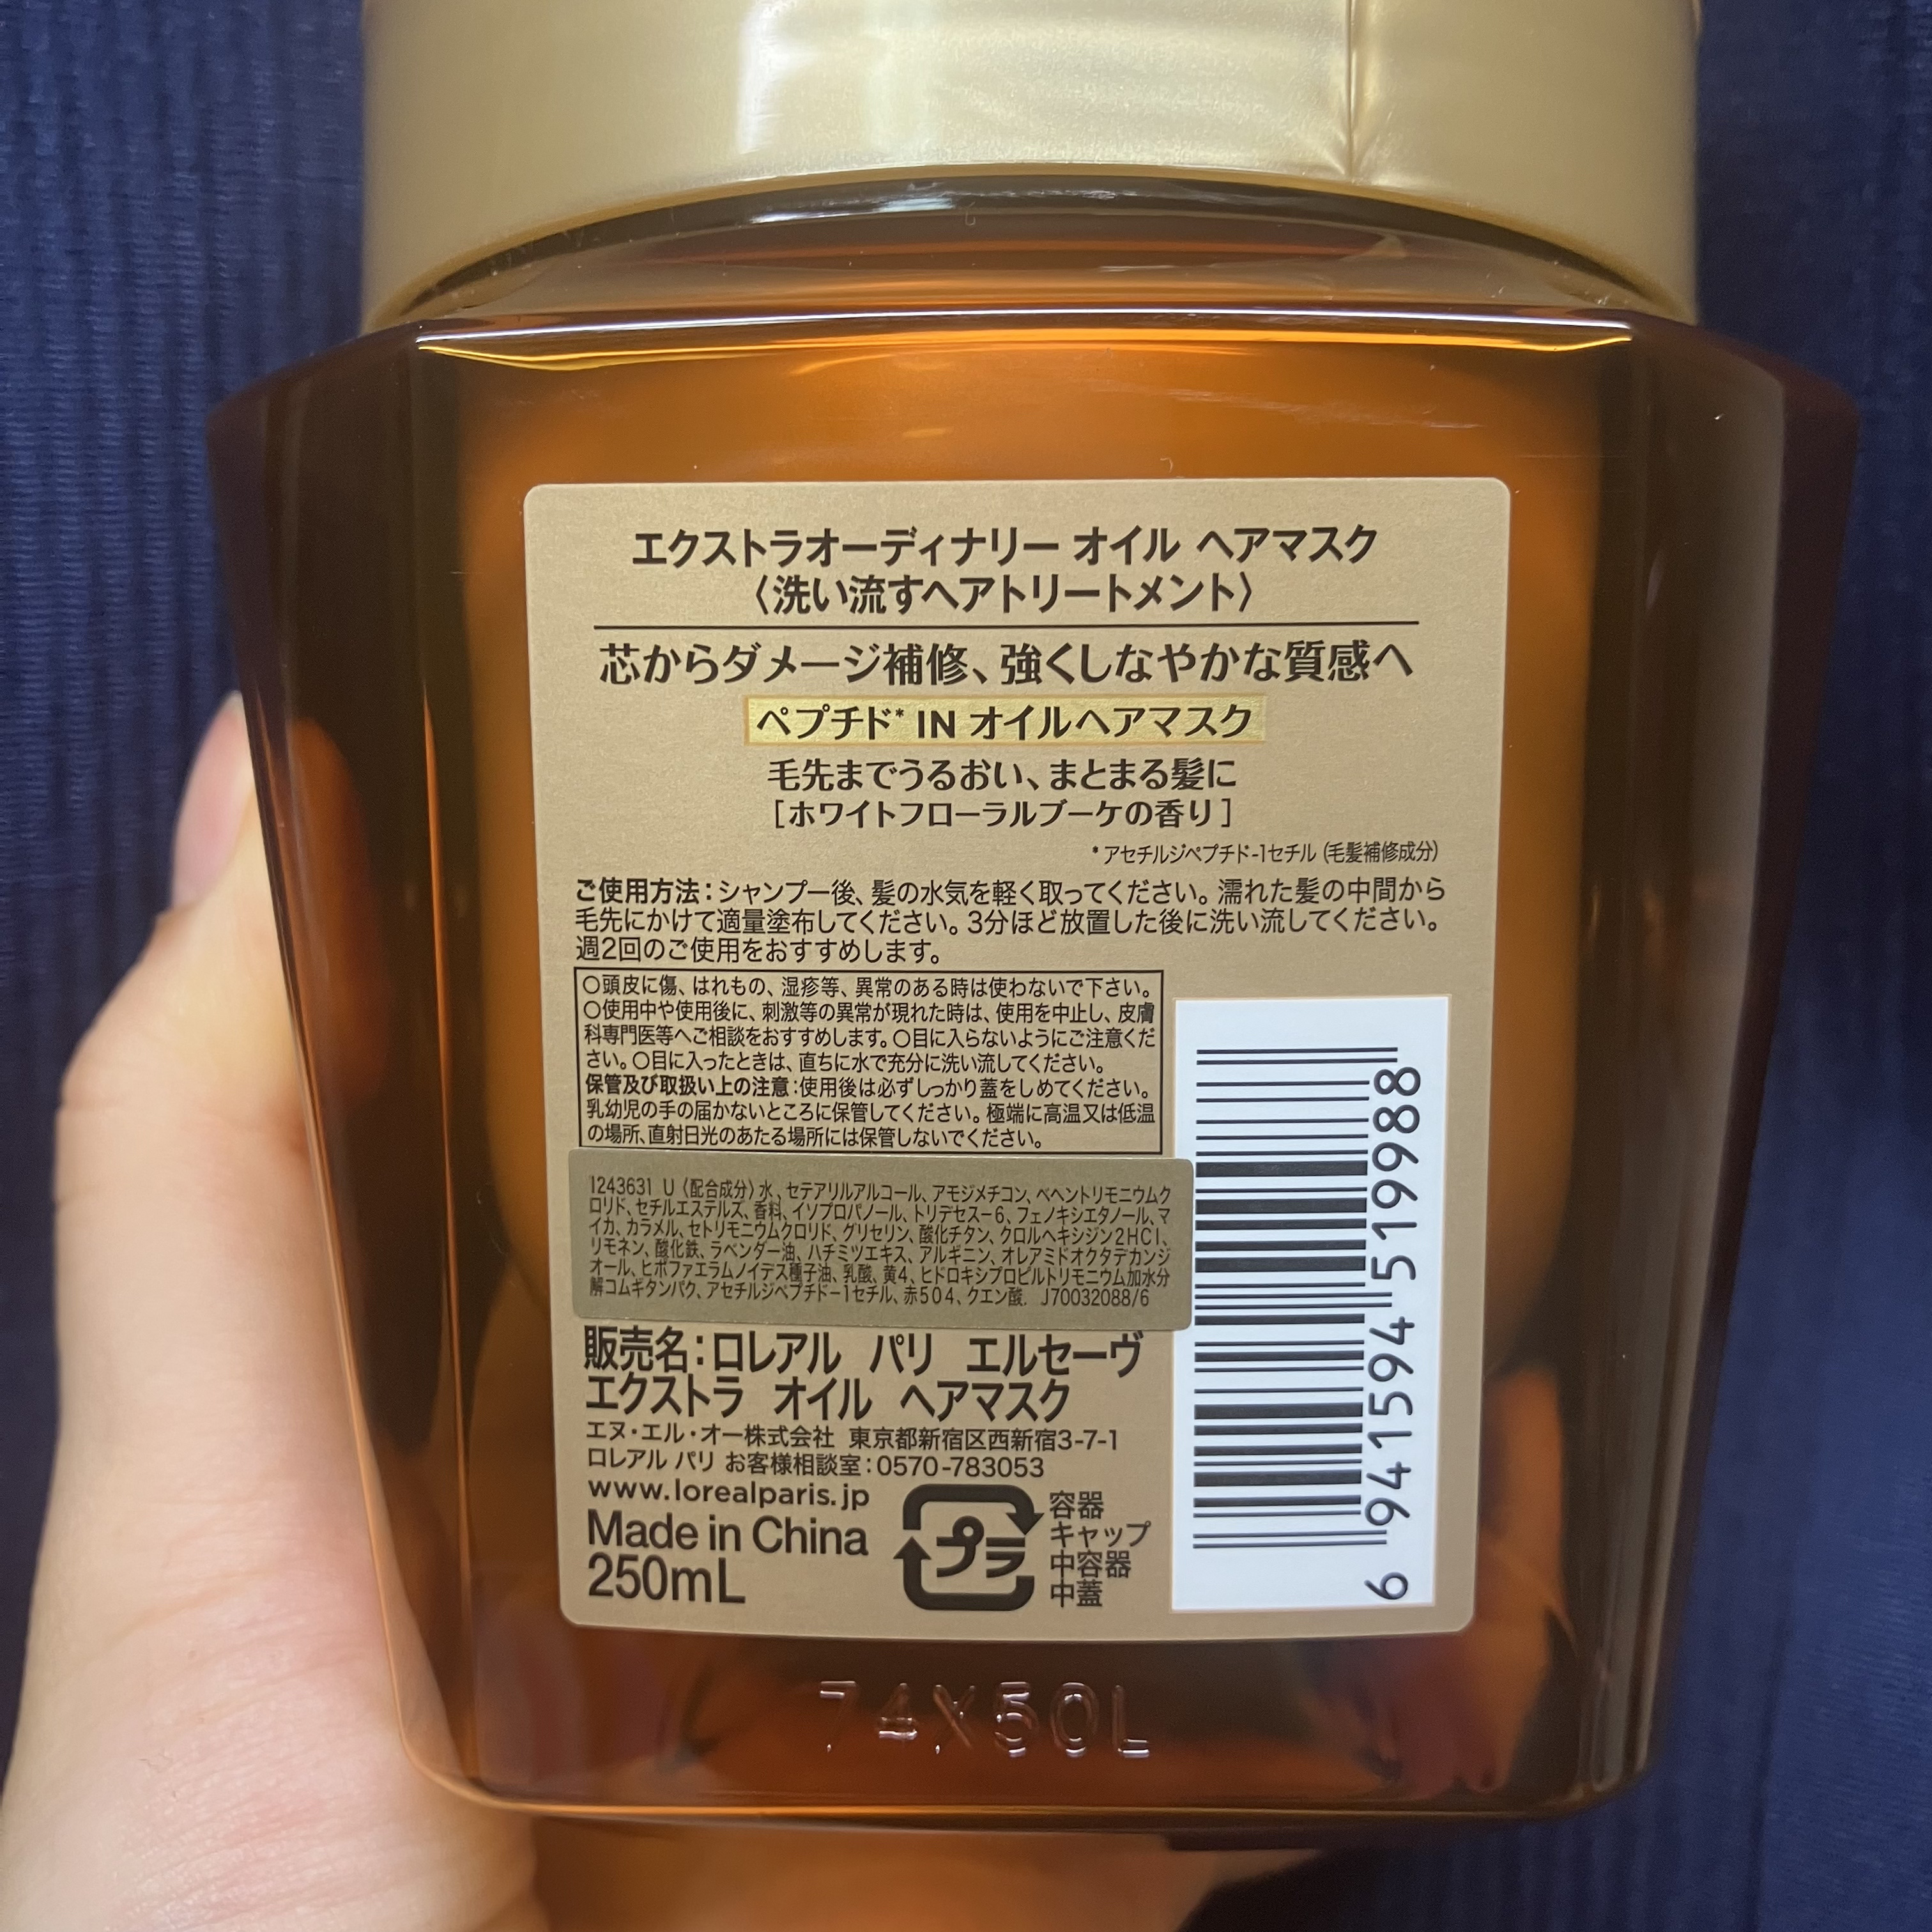 エクストラオーディナリー オイル ヘアマスク
〈洗い流すヘアトリートメント〉
芯からダメージ補修、強くしなやかな質感へ
ペプチド* IN オイルヘアマスク
毛先までうるおい、まとまる髪に
[ホワイトフローラルブーケの香り]
*アセチルジペプチド-1セチル (毛髪補修成分)
ご使用方法：シャンプー後、髪の水気を軽く取ってください。濡れた髪の中間から
毛先にかけて適量塗布してください。3分ほど放置した後に洗い流してください。
週2回のご使用をおすすめします。
○頭皮に傷、はれもの、湿疹等、異常のある時は使わないで下さい。
○使用中や使用後に、刺激等の異常が現れた時は、使用を中止し、皮膚
科専門医等へご相談をおすすめします。○目に入らないようにご注意くだ
さい。○目に入ったときは、直ちに水で充分に洗い流してください。
保管及び取扱い上の注意：使用後は必ずしっかり蓋をしめてください。
乳幼児の手の届かないところに保管してください。極端に高温又は低温
の場所、直射日光のあたる場所には保管しないでください。
1243631 U〈配合成分〉水、セテアリルアルコール、アモジメチコン、ベヘントリモニウムク
ロリド、セチルエステルズ、香料、イソプロパノール、トリデセス-6、フェノキシエタノール、マ
イカ、カラメル、セトリモニウムクロリド、グリセリン、酸化チタン、クロルヘキシジン2HCl、
リモネン、酸化鉄、ラベンダー油、ハチミツエキス、アルギニン、オレアミドオクタデカンジ
オール、ヒポファエラムノイデス種子油、乳酸、黄4、ヒドロキシプロピルトリモニウム加水分
解コムギタンパク、アセチルジペプチド-1セチル、赤504、クエン酸. J70032088/6
販売名：ロレアル パリ エルセーヴ
エクストラ オイル ヘアマスク
エヌ・エル・オー株式会社 東京都新宿区西新宿3-7-1
ロレアル パリ お客様相談室：0570-783053
www.lorealparis.jp
Made in China
250mL
プラ
容器
キャップ
中容器
中蓋
6 941594 519988
74X50L